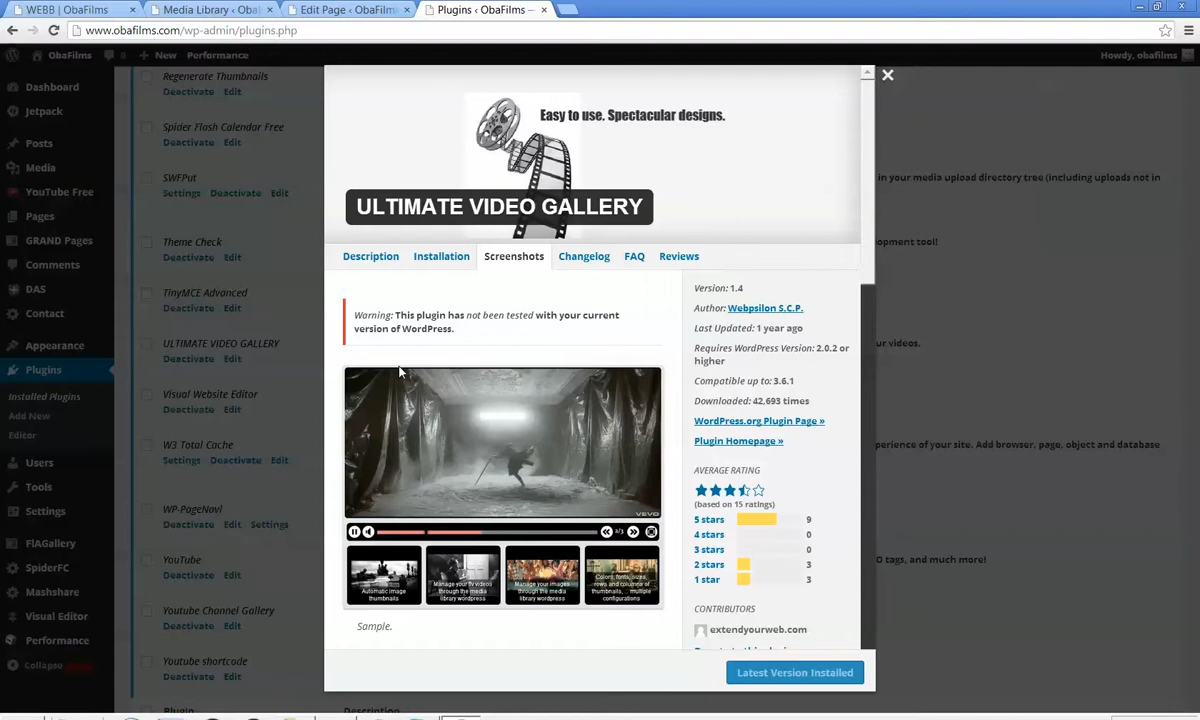 WEBB | ObaFilms
Media Library ‹ Oba
Edit Page ‹ ObaFilms
Plugins ‹ ObaFilms —
www.obafilms.com/wp-admin/plugins.php
ObaFilms
New
Performance
Howdy, obafilms
Dashboard
Jetpack
Posts
Media
YouTube Free
Pages
GRAND Pages
Comments
DAS
Contact
Appearance
Plugins
Installed Plugins
Add New
Editor
Users
Tools
Settings
FlAGallery
SpiderFC
Mashshare
Visual Editor
Performance
Collapse
Regenerate Thumbnails
Deactivate Edit
Spider Flash Calendar Free
Deactivate Edit
SWFPut
Settings Deactivate Edit
Theme Check
Deactivate Edit
TinyMCE Advanced
Deactivate Edit
ULTIMATE VIDEO GALLERY
Deactivate Edit
Visual Website Editor
Deactivate Edit
W3 Total Cache
Settings Deactivate Edit
WP-PageNavi
Deactivate Edit Settings
YouTube
Deactivate Edit
Youtube Channel Gallery
Deactivate Edit
Youtube shortcode
Deactivate Edit
Plugin
Description
Easy to use. Spectacular designs.
ULTIMATE VIDEO GALLERY
Description Installation Screenshots Changelog FAQ Reviews
Warning: This plugin has not been tested with your current
version of WordPress.
vevo
2/3
Automatic image
thumbnails
Manage your flv videos
through the media
library wordpress
Manage your images
through the media
library wordpress
Colors, fonts, sizes,
rows and columns of
thumbnails, ... multiple
configurations
Sample.
Version: 1.4
Author: Webpsilon S.C.P.
Last Updated: 1 year ago
Requires WordPress Version: 2.0.2 or
higher
Compatible up to: 3.6.1
Downloaded: 42,693 times
WordPress.org Plugin Page »
Plugin Homepage »
AVERAGE RATING
(based on 15 ratings)
5 stars 9
4 stars 0
3 stars 0
2 stars 3
1 star 3
CONTRIBUTORS
extendyourweb.com
Latest Version Installed
in your media upload directory tree (including uploads not in
opment tool!
ur videos.
perience of your site. Add browser, page, object and database
O tags, and much more!